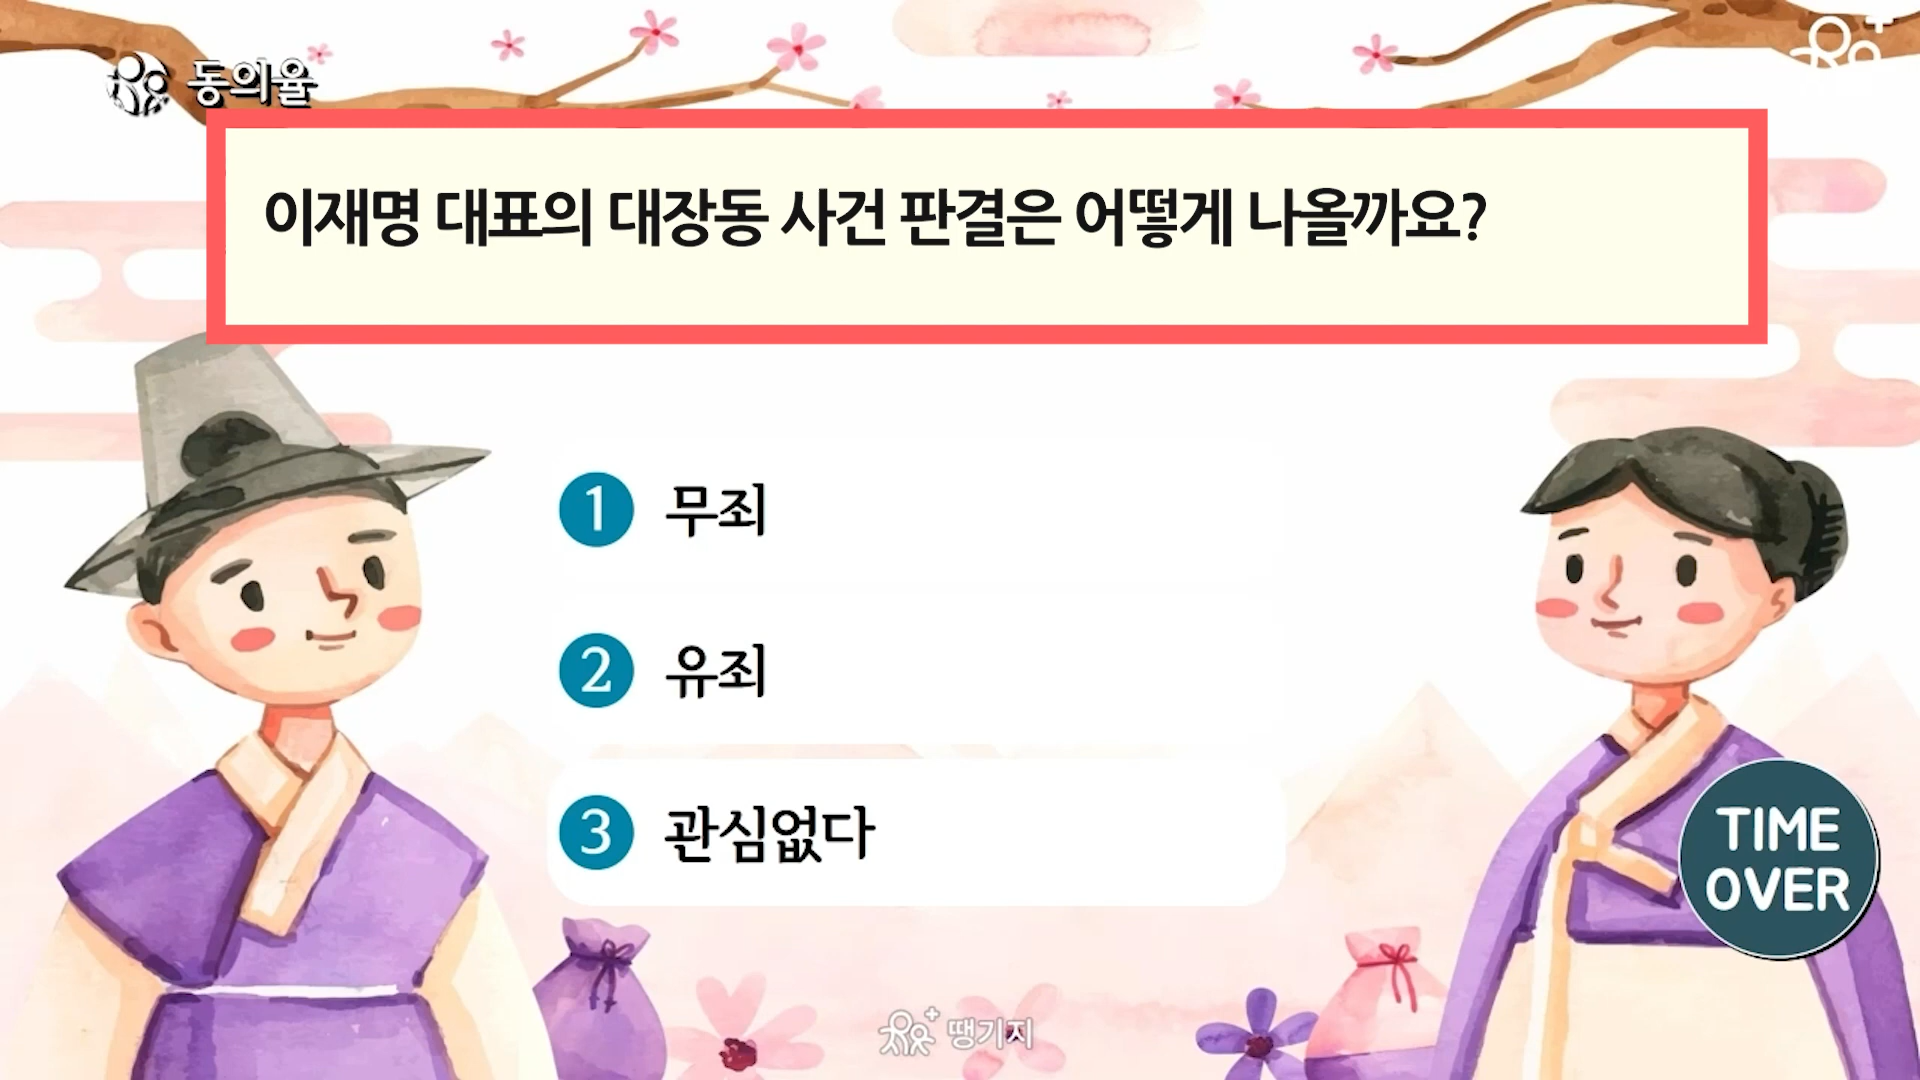 동의율
이재명 대표의 대장동 사건 판결은 어떻게 나올까요?
1 무죄
2 유죄
3 관심없다
TIME
OVER
땡기지